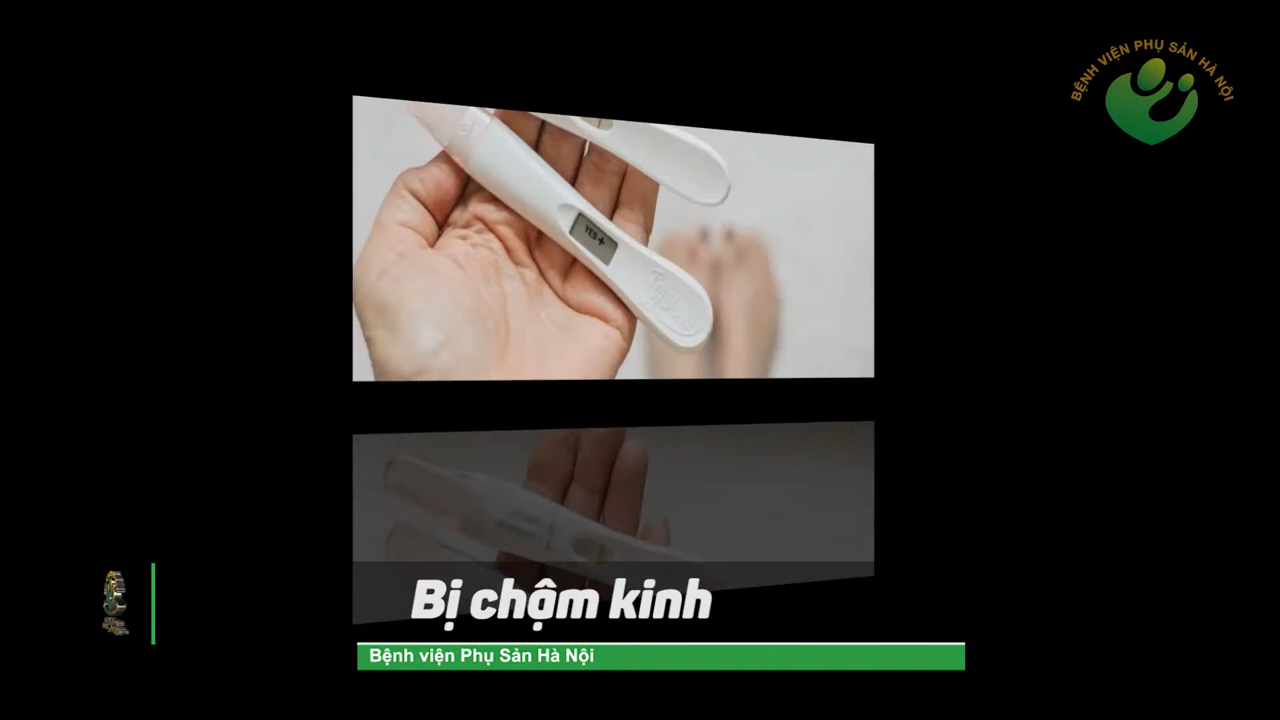 BỆNH VIỆN PHỤ SẢN HÀ NỘI
YES+
Bị chậm kinh
Bệnh viện Phụ Sản Hà Nội